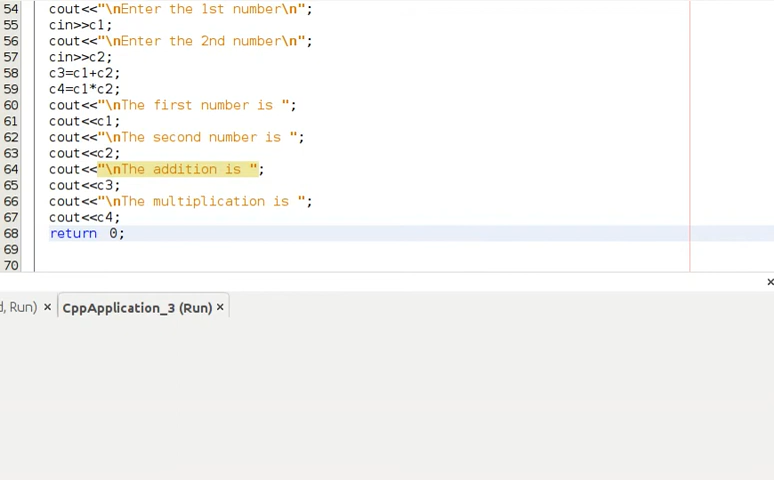 54 cout<<"\nEnter the 1st number\n";
55 cin>>c1;
56 cout<<"\nEnter the 2nd number\n";
57 cin>>c2;
58 c3=c1+c2;
59 c4=c1*c2;
60 cout<<"\nThe first number is ";
61 cout<<c1;
62 cout<<"\nThe second number is ";
63 cout<<c2;
64 cout<<"\nThe addition is ";
65 cout<<c3;
66 cout<<"\nThe multiplication is ";
67 cout<<c4;
68 return 0;
69
70
d, Run) × CppApplication_3 (Run) ×